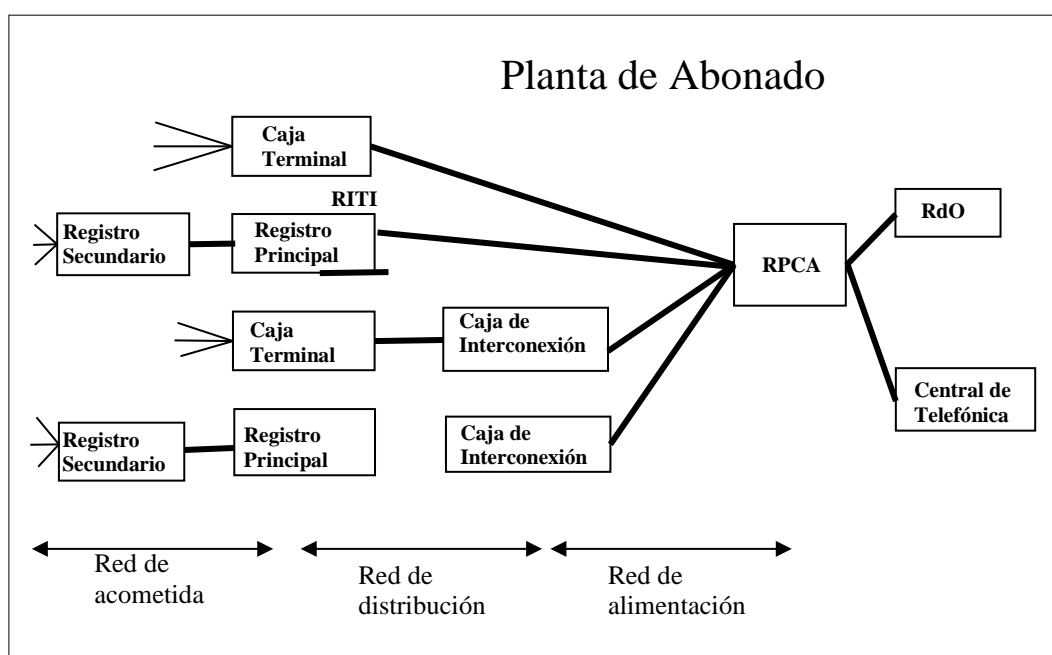 Planta de Abonado
Caja
Terminal
RITI
Registro
Secundario
Registro
Principal
RPCA
RdO
Caja
Terminal
Caja de
Interconexión
Central de
Telefónica
Registro
Secundario
Registro
Principal
Caja de
Interconexión
Red de
acometida
Red de
distribución
Red de
alimentación